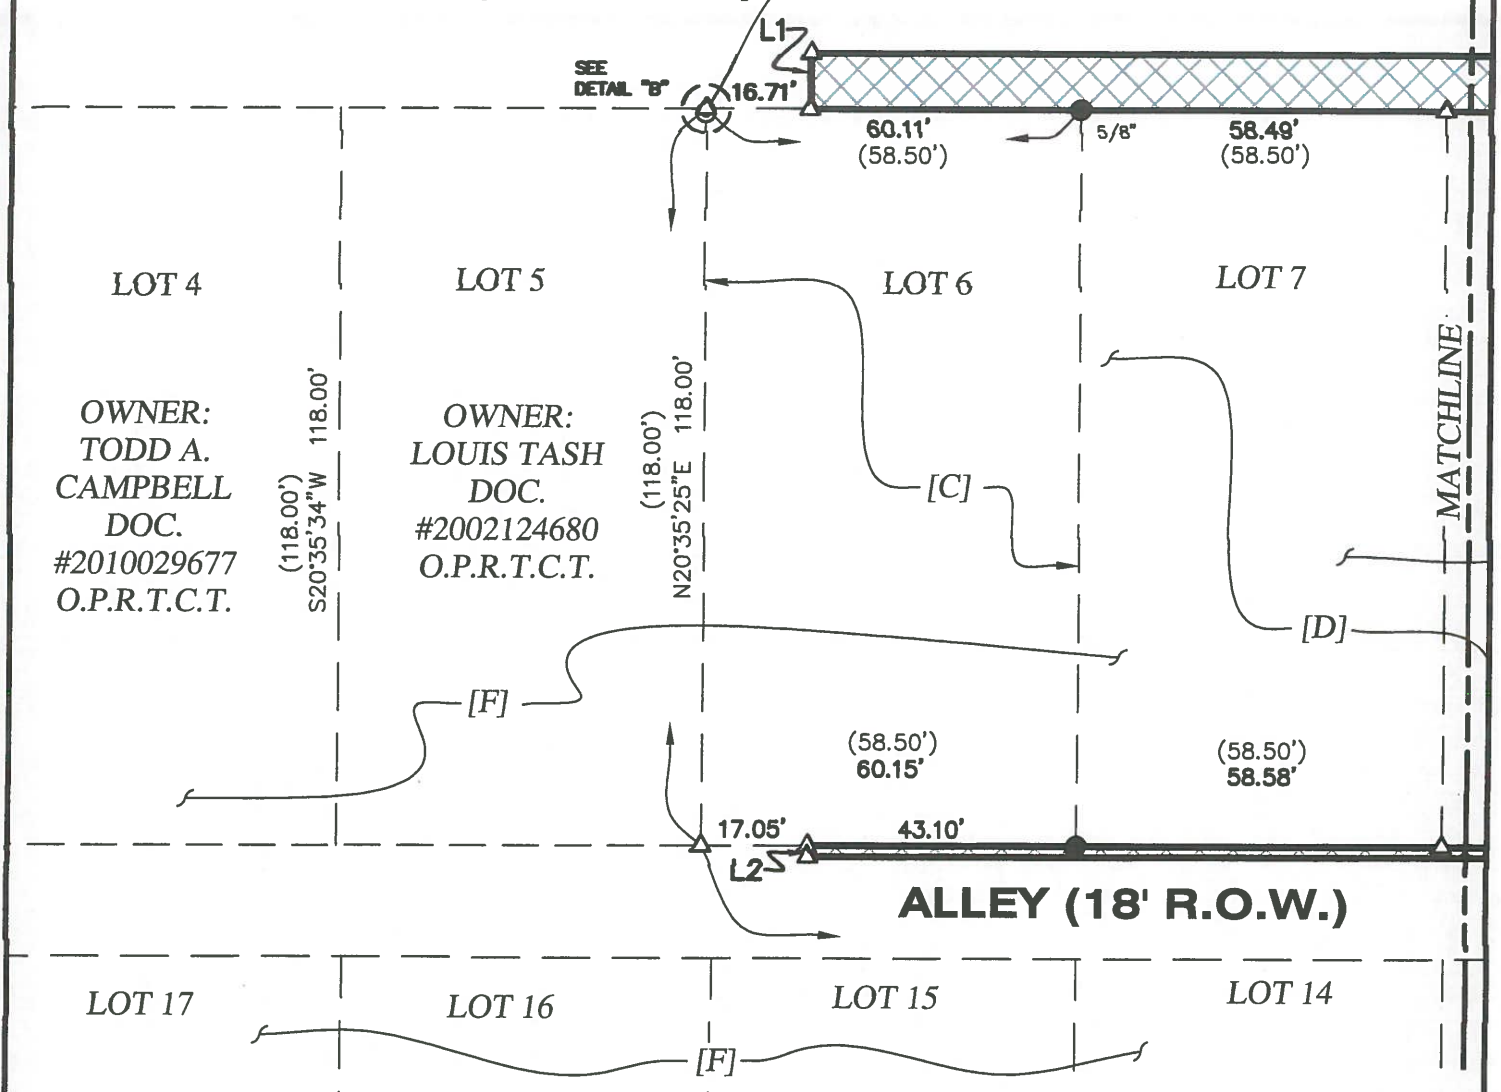 L1
SEE
DETAIL "B"
16.71'
60.11'
(58.50')
5/8"
58.49'
(58.50')
LOT 4
LOT 5
LOT 6
LOT 7
OWNER:
TODD A.
CAMPBELL
DOC.
#2010029677
O.P.R.T.C.T.
(118.00')
S20°35'34"W 118.00'
OWNER:
LOUIS TASH
DOC.
#2002124680
O.P.R.T.C.T.
(118.00')
N20°35'25"E 118.00'
[C]
MATCHLINE
[D]
[F]
(58.50')
60.15'
(58.50')
58.58'
17.05'
43.10'
L2
ALLEY (18' R.O.W.)
LOT 17
LOT 16
LOT 15
LOT 14
[F]